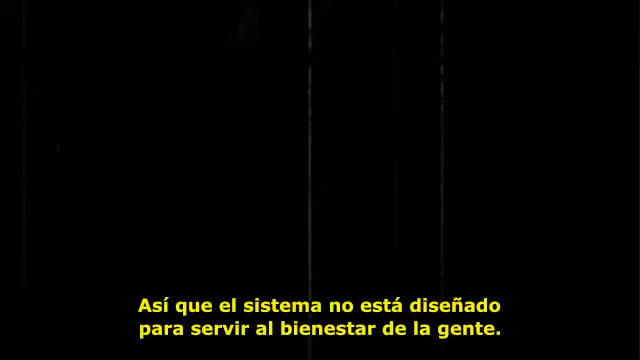 Así que el sistema no está diseñado
para servir al bienestar de la gente.